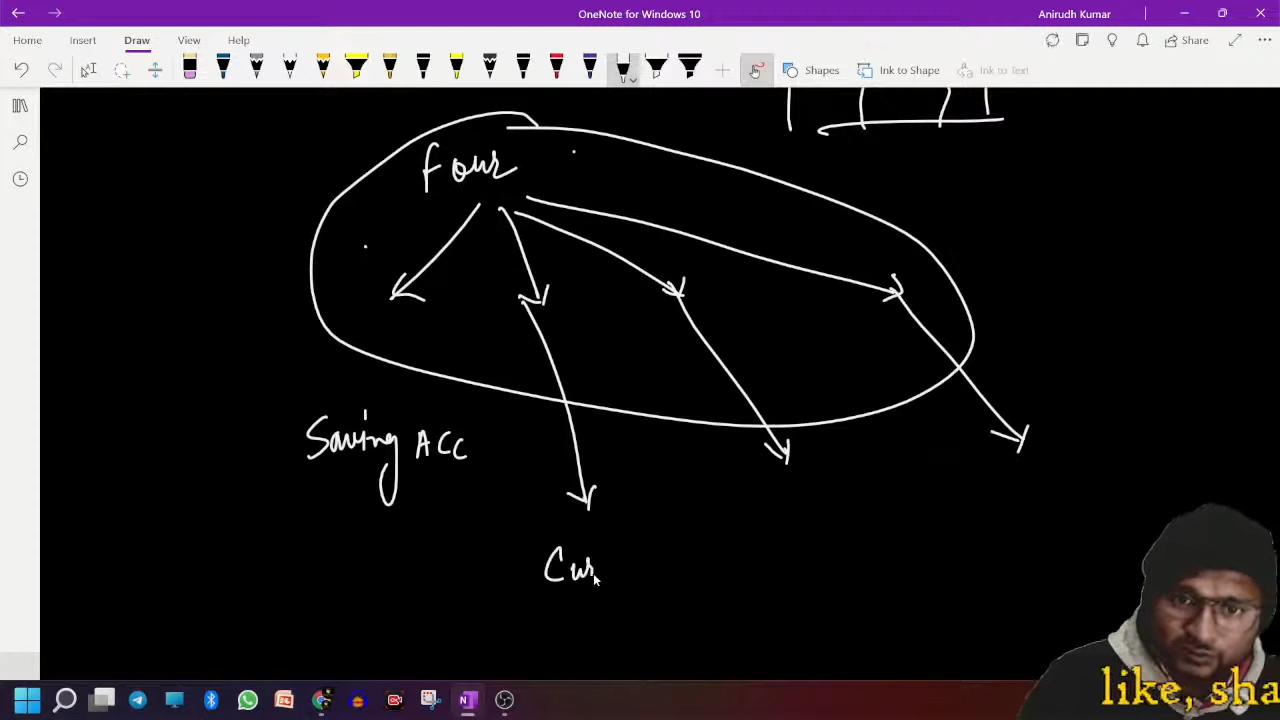 OneNote for Windows 10
Anirudh Kumar
Home Insert Draw View Help
Share
Shapes
Ink to Shape
Ink to Text
four
Saving ACC
Cur
like, sha